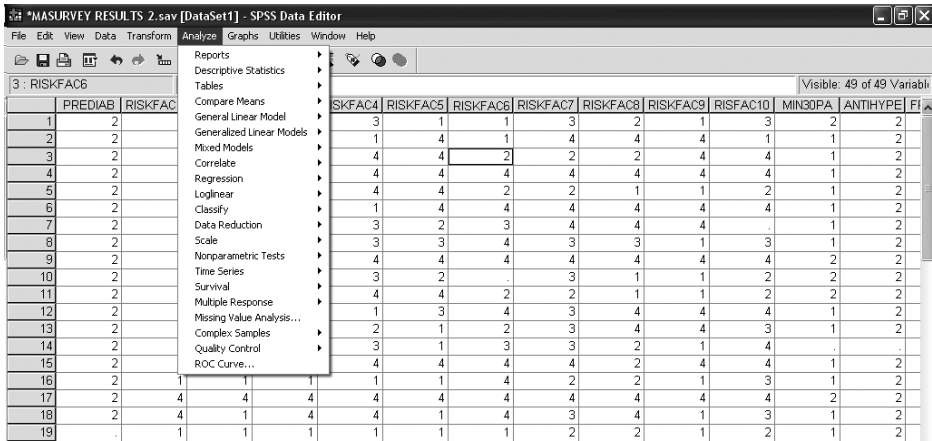 *MASURVEY RESULTS 2.sav [DataSet1] - SPSS Data Editor
File Edit View Data Transform Analyze Graphs Utilities Window Help
3 : RISKFAC6
Visible: 49 of 49 Variabl
Reports
Descriptive Statistics
Tables
Compare Means
General Linear Model
Generalized Linear Models
Mixed Models
Correlate
Regression
Loglinear
Classify
Data Reduction
Scale
Nonparametric Tests
Time Series
Survival
Multiple Response
Missing Value Analysis...
Complex Samples
Quality Control
ROC Curve...
PREDIAB RISKFAC ISKFAC4 RISKFAC5 RISKFAC6 RISKFAC7 RISKFAC8 RISKFAC9 RISFAC10 MIN30PA ANTIHYPE
1 2 3 1 1 3 2 1 3 2 2
2 2 1 4 1 4 4 4 1 1 2
3 2 4 4 2 2 2 4 4 1 2
4 2 4 4 4 4 4 4 4 1 2
5 2 4 4 2 2 1 1 2 1 2
6 2 1 4 4 4 4 4 4 1 2
7 2 3 2 3 4 4 4 . 1 2
8 2 3 3 4 3 3 1 3 1 2
9 2 4 4 4 4 4 4 4 2 2
10 2 3 2 . 3 1 1 2 2 2
11 2 4 4 2 2 1 1 2 2 2
12 2 1 3 4 3 4 4 4 1 2
13 2 2 1 2 3 4 4 3 1 2
14 2 3 1 3 3 2 1 4 . .
15 2 4 4 4 4 2 4 4 1 2
16 2 1 1 1 1 1 4 2 2 1 3 1 2
17 2 4 4 4 4 4 4 4 4 4 4 2 2
18 2 4 1 4 4 1 4 3 4 1 3 1 2
19 . 1 1 1 1 1 1 2 2 1 2 1 2